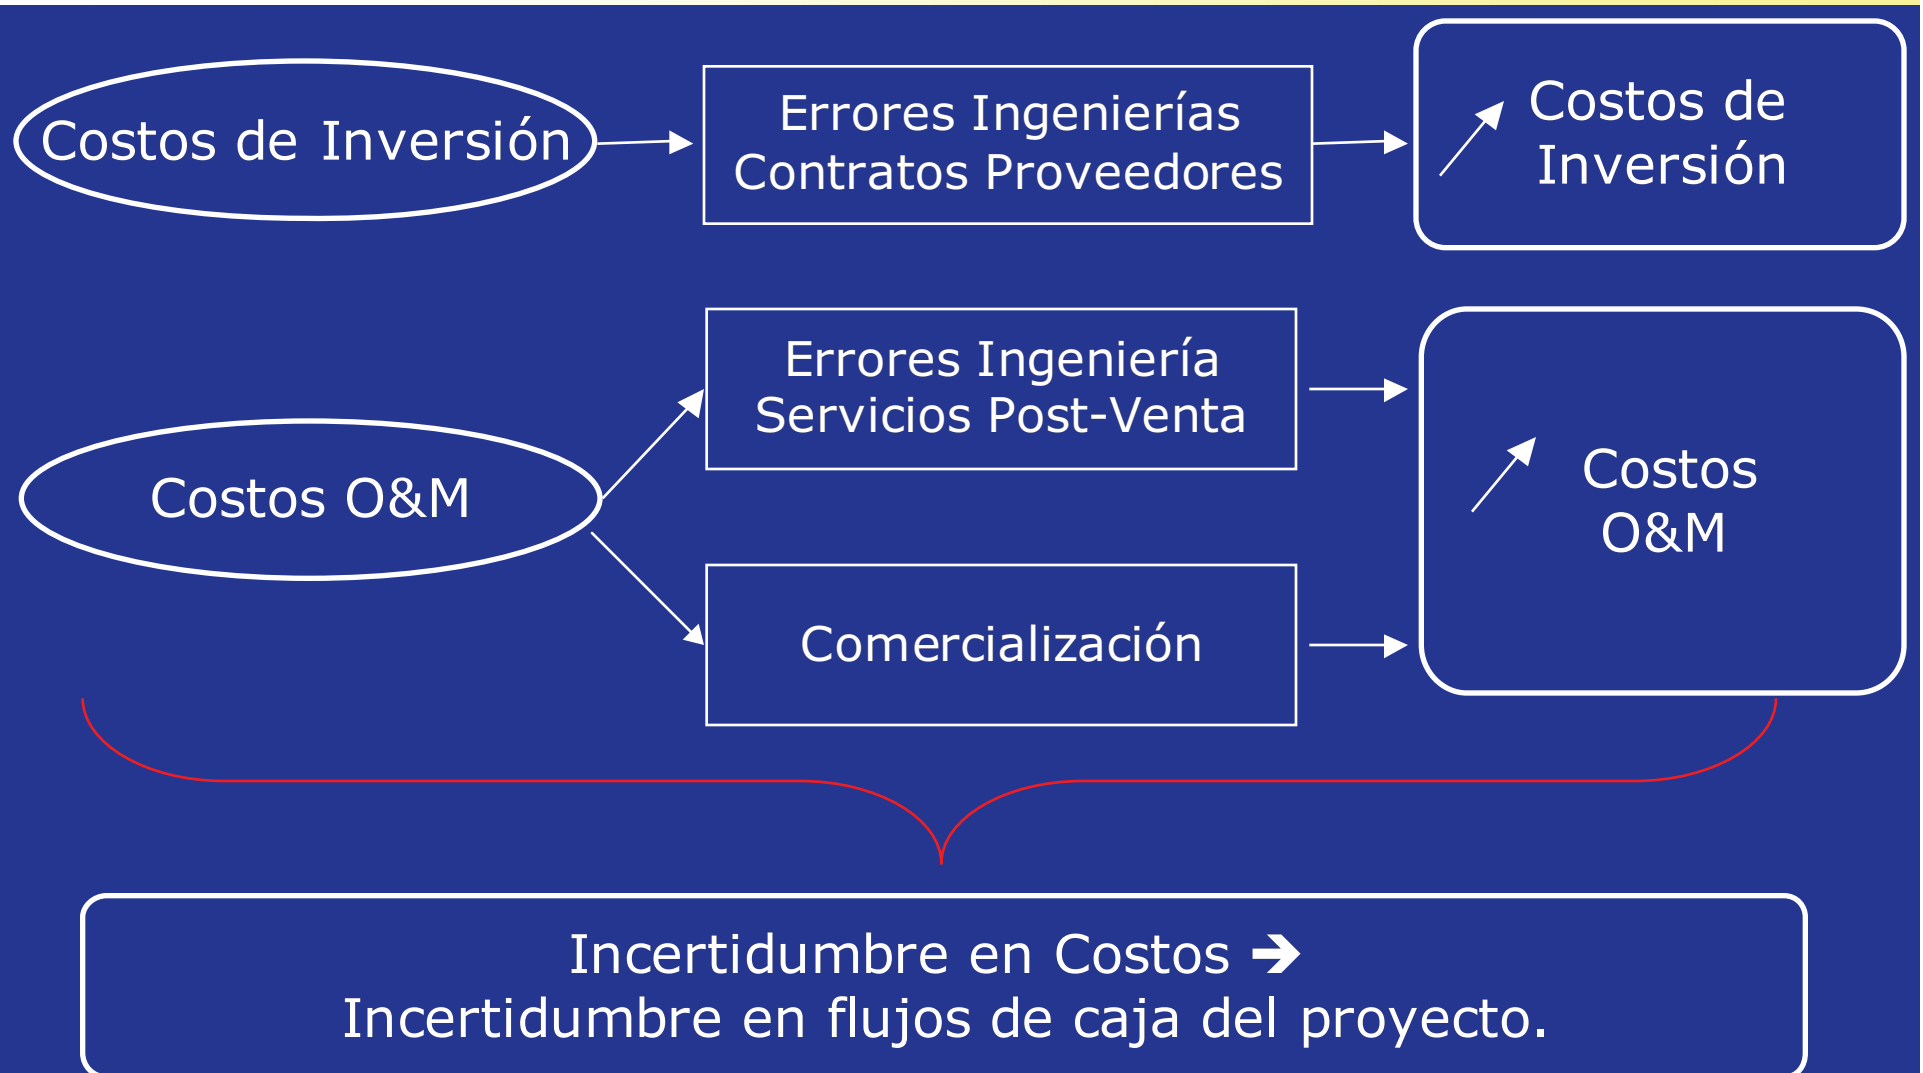 Costos de Inversión
Errores Ingenierías
Contratos Proveedores
Costos de
Inversión
Costos O&M
Errores Ingeniería
Servicios Post-Venta
Comercialización
Costos
O&M
Incertidumbre en Costos ➔
Incertidumbre en flujos de caja del proyecto.